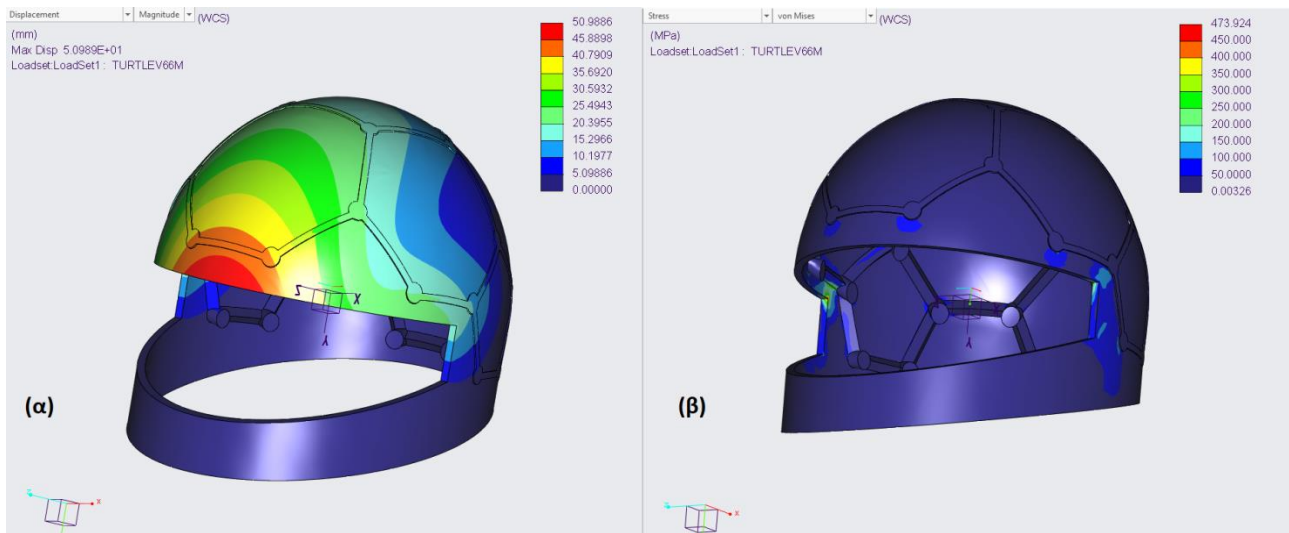 Displacement Magnitude (WCS)
(mm)
Max Disp 5.0989E+01
Loadset:LoadSet1 : TURTLEV66M
50.9886
45.8898
40.7909
35.6920
30.5932
25.4943
20.3955
15.2966
10.1977
5.09886
0.00000
Z X
Y
(α)
X
Stress von Mises (WCS)
(MPa)
Loadset:LoadSet1 : TURTLEV66M
473.924
450.000
400.000
350.000
300.000
250.000
200.000
150.000
100.000
50.0000
0.00326
Y
(β)
X